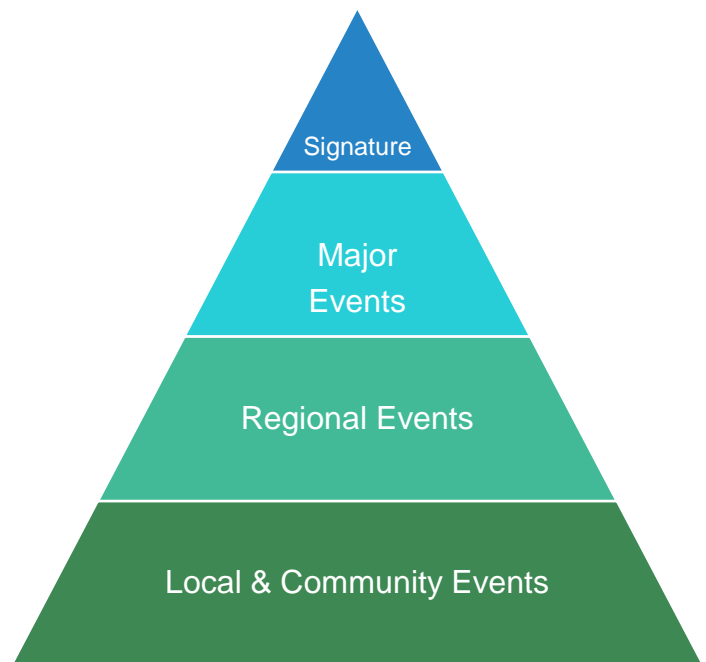 Signature
Major
Events
Regional Events
Local & Community Events